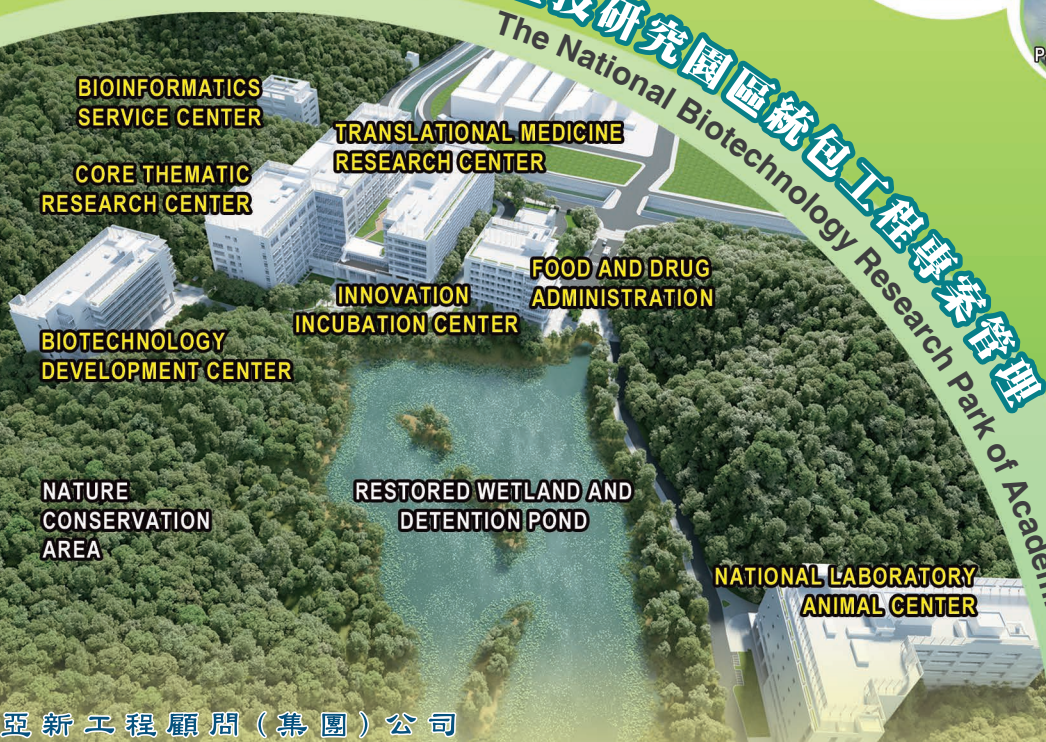 技研究園區統包工程專案管理
The National Biotechnology Research Park of
BIOINFORMATICS
SERVICE CENTER
TRANSLATIONAL MEDICINE
RESEARCH CENTER
CORE THEMATIC
RESEARCH CENTER
FOOD AND DRUG
ADMINISTRATION
INNOVATION
INCUBATION CENTER
BIOTECHNOLOGY
DEVELOPMENT CENTER
NATURE
CONSERVATION
AREA
RESTORED WETLAND AND
DETENTION POND
NATIONAL LABORATORY
ANIMAL CENTER
亞新工程顧問(集團)公司